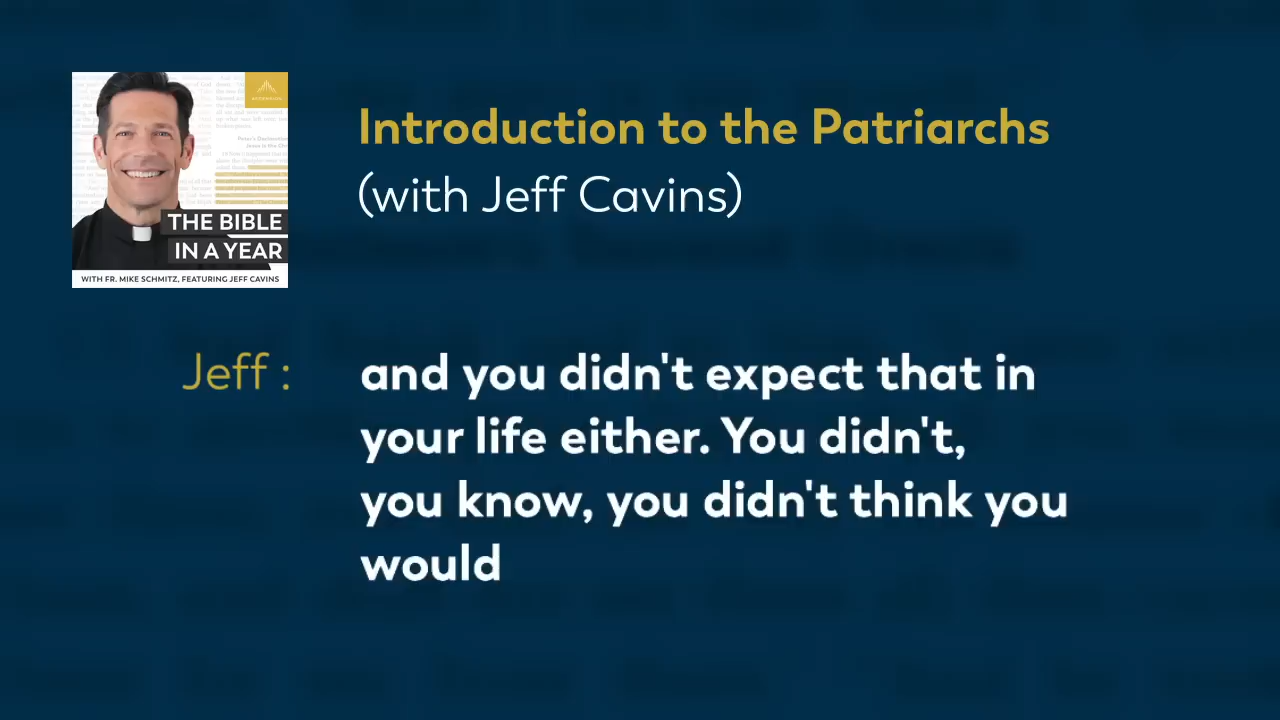 Introduction to the Patriarchs
(with Jeff Cavins)
THE BIBLE
IN A YEAR
WITH FR. MIKE SCHMITZ, FEATURING JEFF CAVINS
Jeff :
and you didn't expect that in
your life either. You didn't,
you know, you didn't think you
would